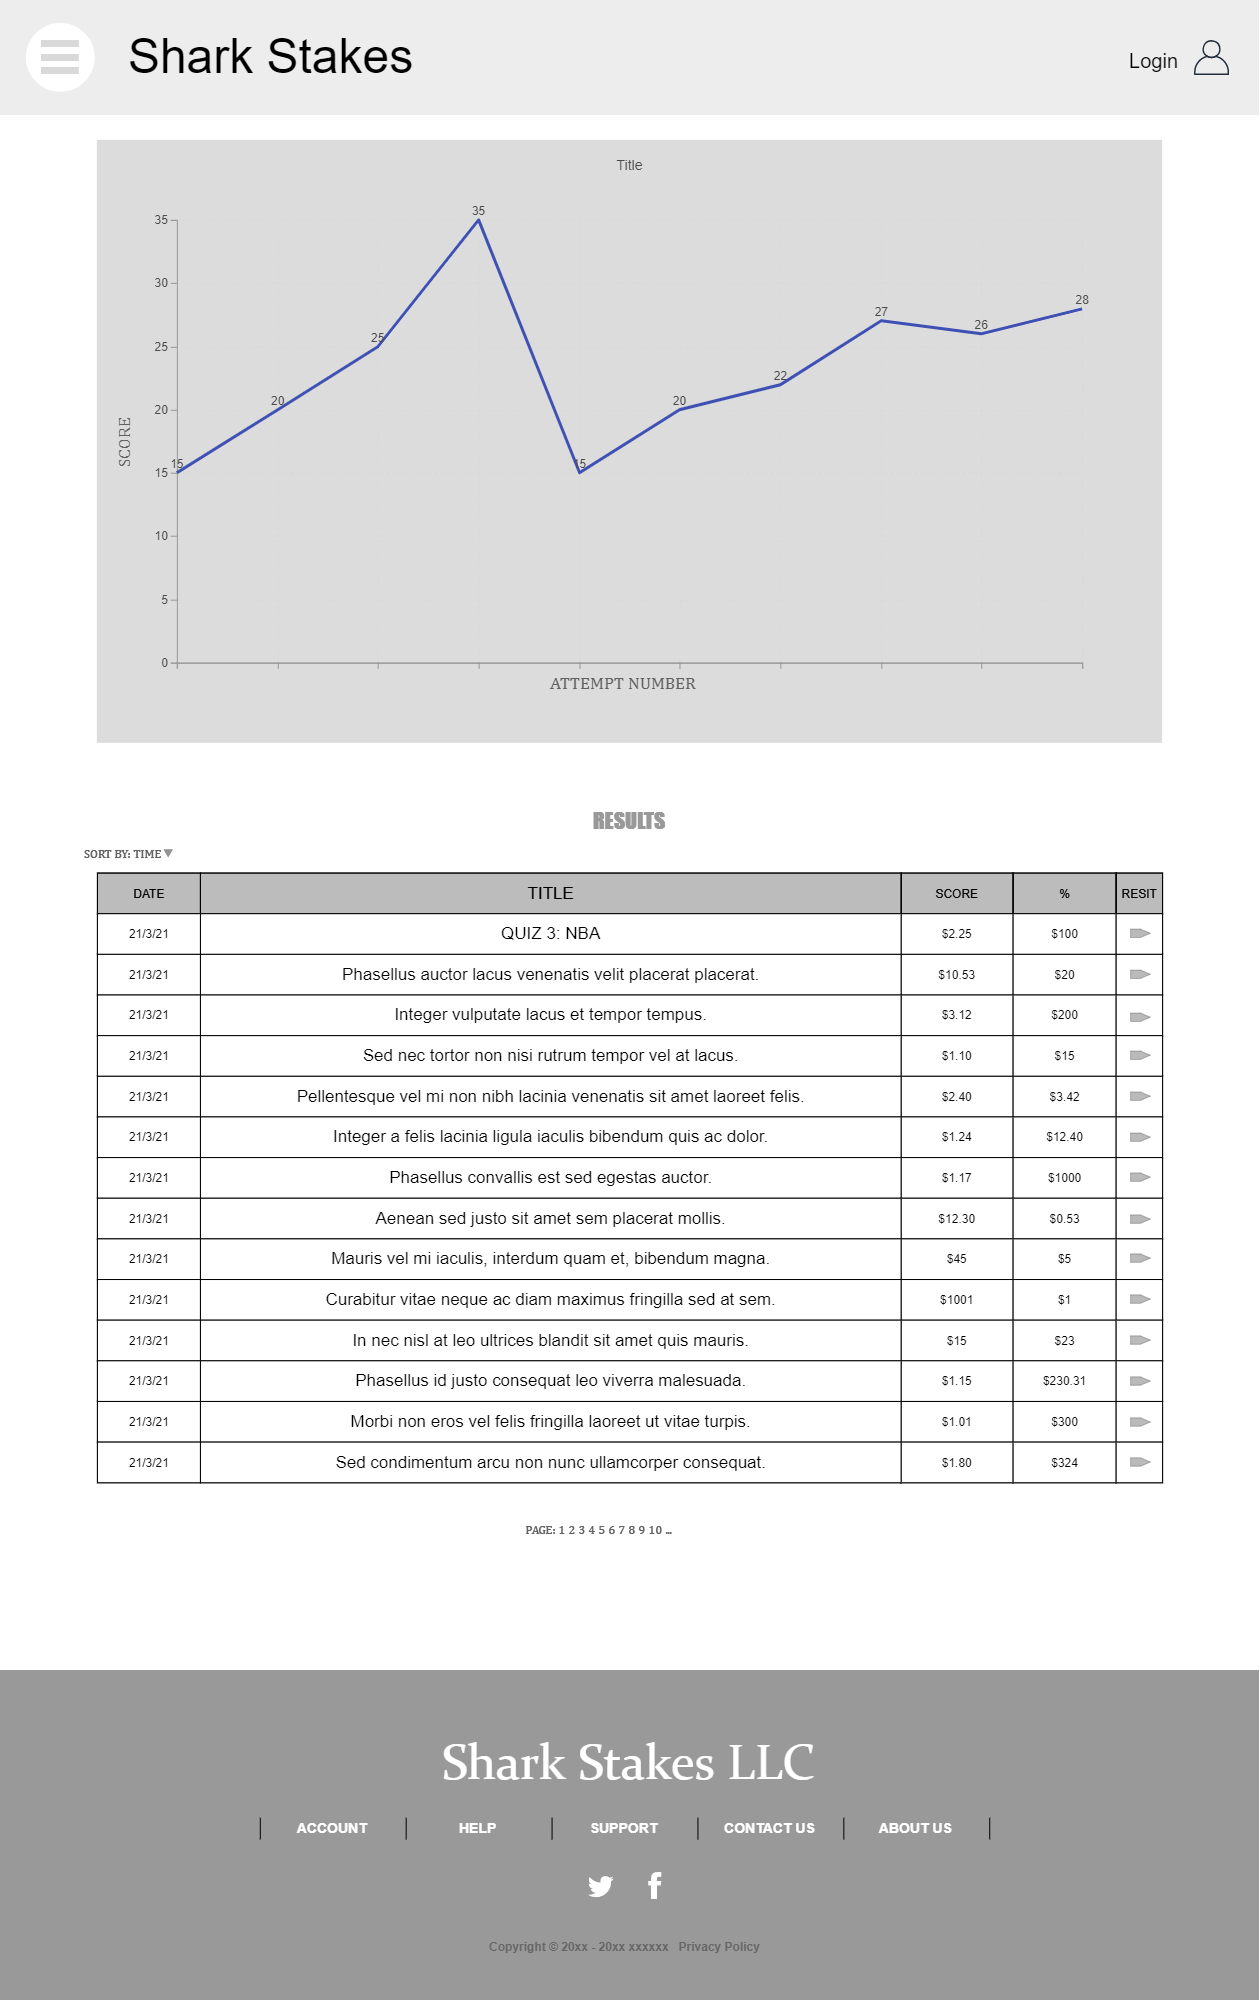 Shark Stakes
Login
Title
35
35
30
25
25
20
20
15
15
10
5
0
15
20
22
27
26
28
SCORE
ATTEMPT NUMBER
RESULTS
SORT BY: TIME
DATE TITLE SCORE % RESIT
21/3/21 QUIZ 3: NBA $2.25 $100
21/3/21 Phasellus auctor lacus venenatis velit placerat placerat. $10.53 $20
21/3/21 Integer vulputate lacus et tempor tempus. $3.12 $200
21/3/21 Sed nec tortor non nisi rutrum tempor vel at lacus. $1.10 $15
21/3/21 Pellentesque vel mi non nibh lacinia venenatis sit amet laoreet felis. $2.40 $3.42
21/3/21 Integer a felis lacinia ligula iaculis bibendum quis ac dolor. $1.24 $12.40
21/3/21 Phasellus convallis est sed egestas auctor. $1.17 $1000
21/3/21 Aenean sed justo sit amet sem placerat mollis. $12.30 $0.53
21/3/21 Mauris vel mi iaculis, interdum quam et, bibendum magna. $45 $5
21/3/21 Curabitur vitae neque ac diam maximus fringilla sed at sem. $1001 $1
21/3/21 In nec nisl at leo ultrices blandit sit amet quis mauris. $15 $23
21/3/21 Phasellus id justo consequat leo viverra malesuada. $1.15 $230.31
21/3/21 Morbi non eros vel felis fringilla laoreet ut vitae turpis. $1.01 $300
21/3/21 Sed condimentum arcu non nunc ullamcorper consequat. $1.80 $324
PAGE: 1 2 3 4 5 6 7 8 9 10 ...
Shark Stakes LLC
ACCOUNT HELP SUPPORT CONTACT US ABOUT US
Copyright © 20xx - 20xx xxxxxx Privacy Policy